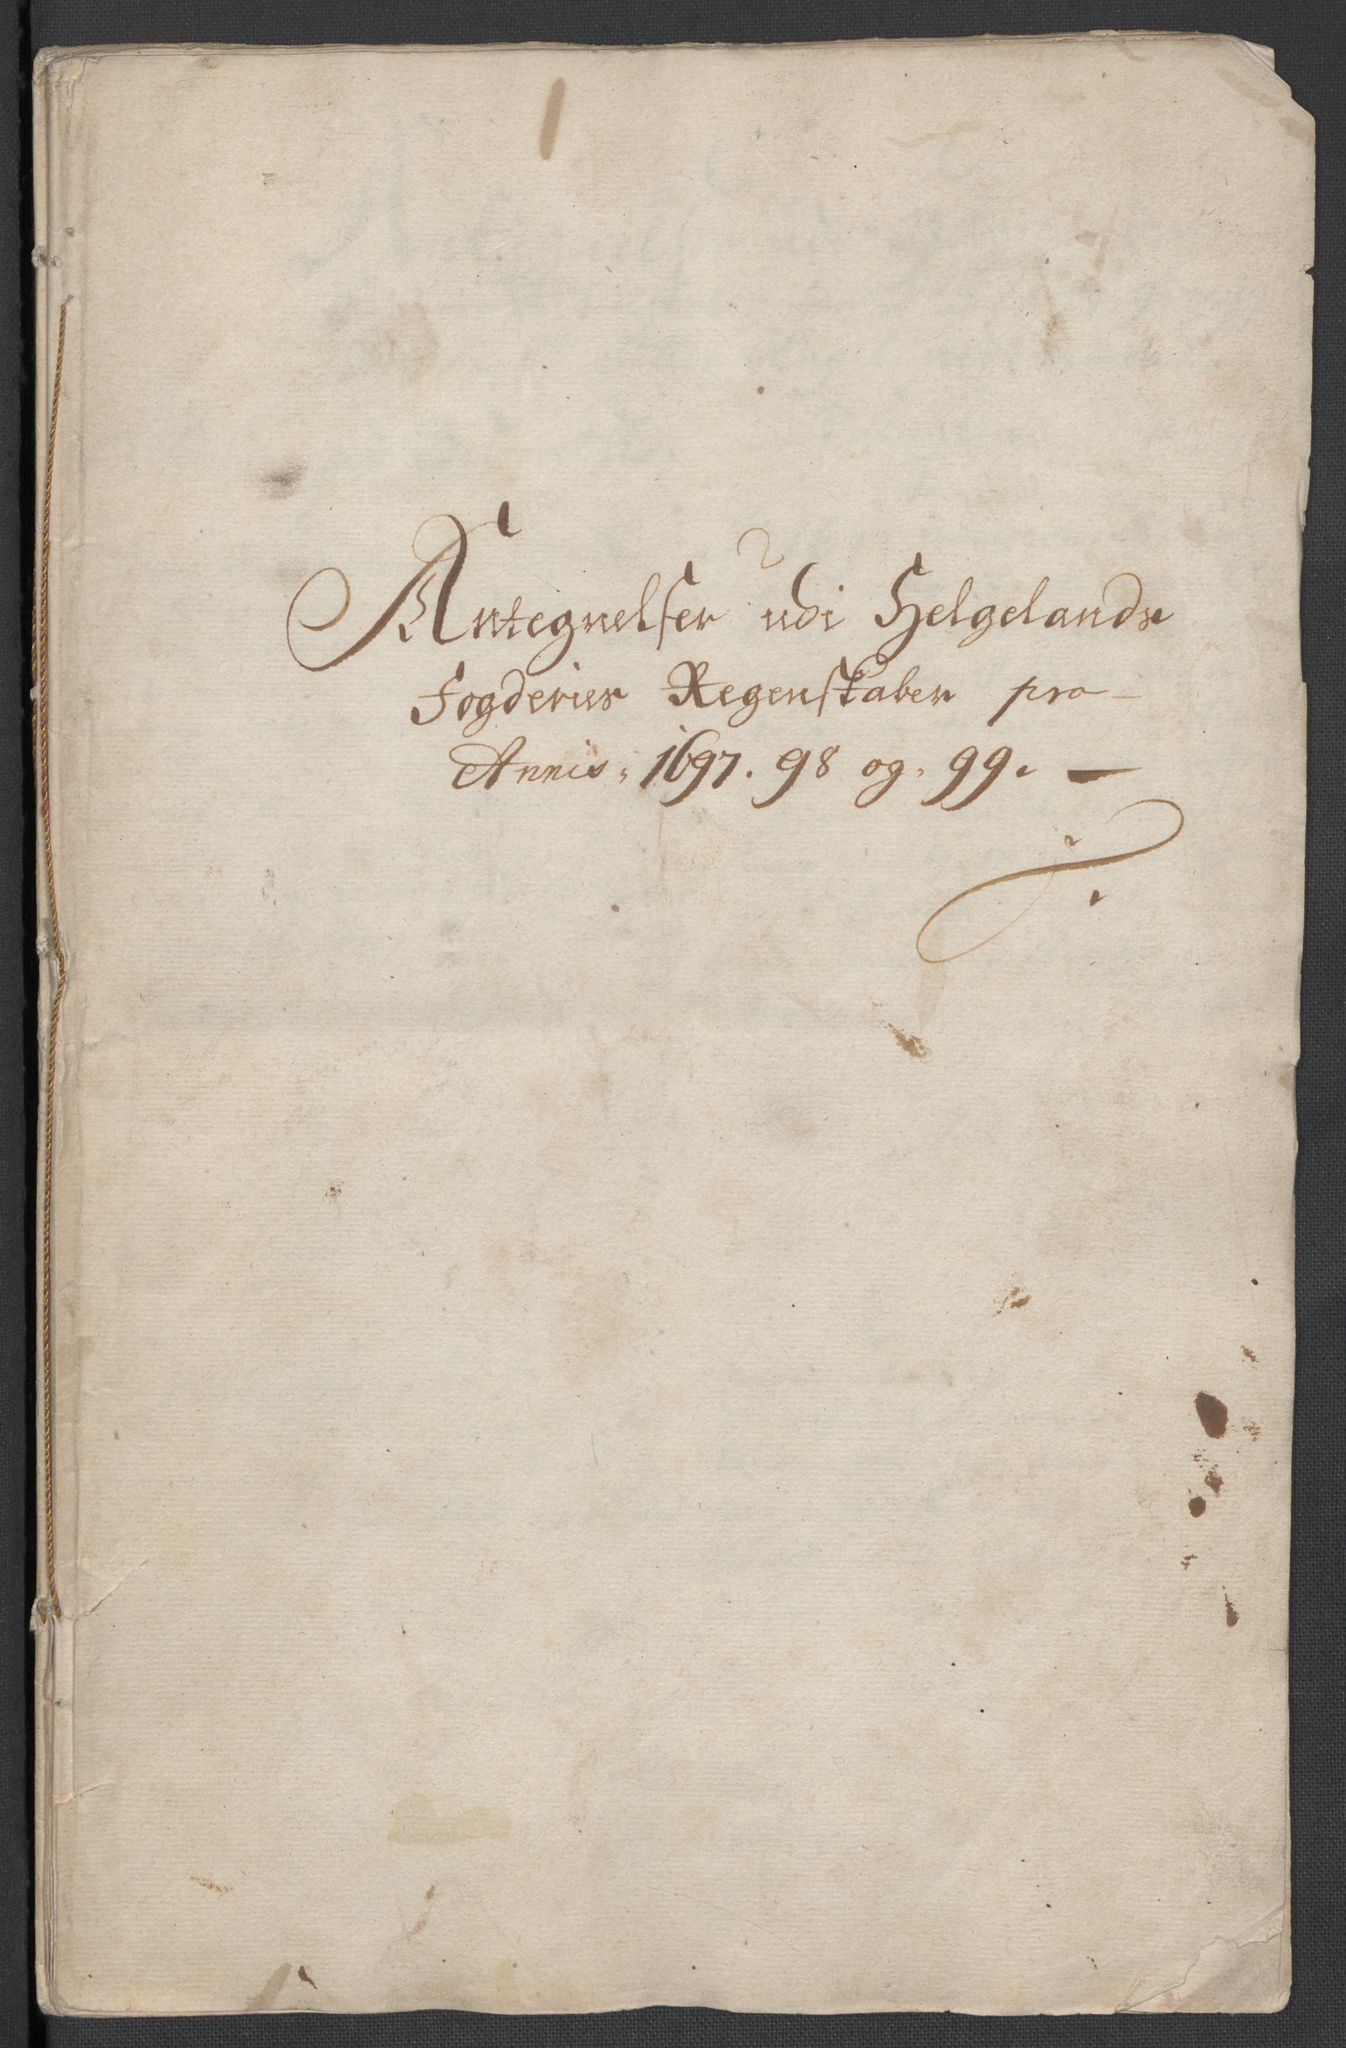 Antegnelser udi Helgelands
Fogderies Regenskaber pro
Annis. 1697. 98 og. 99.